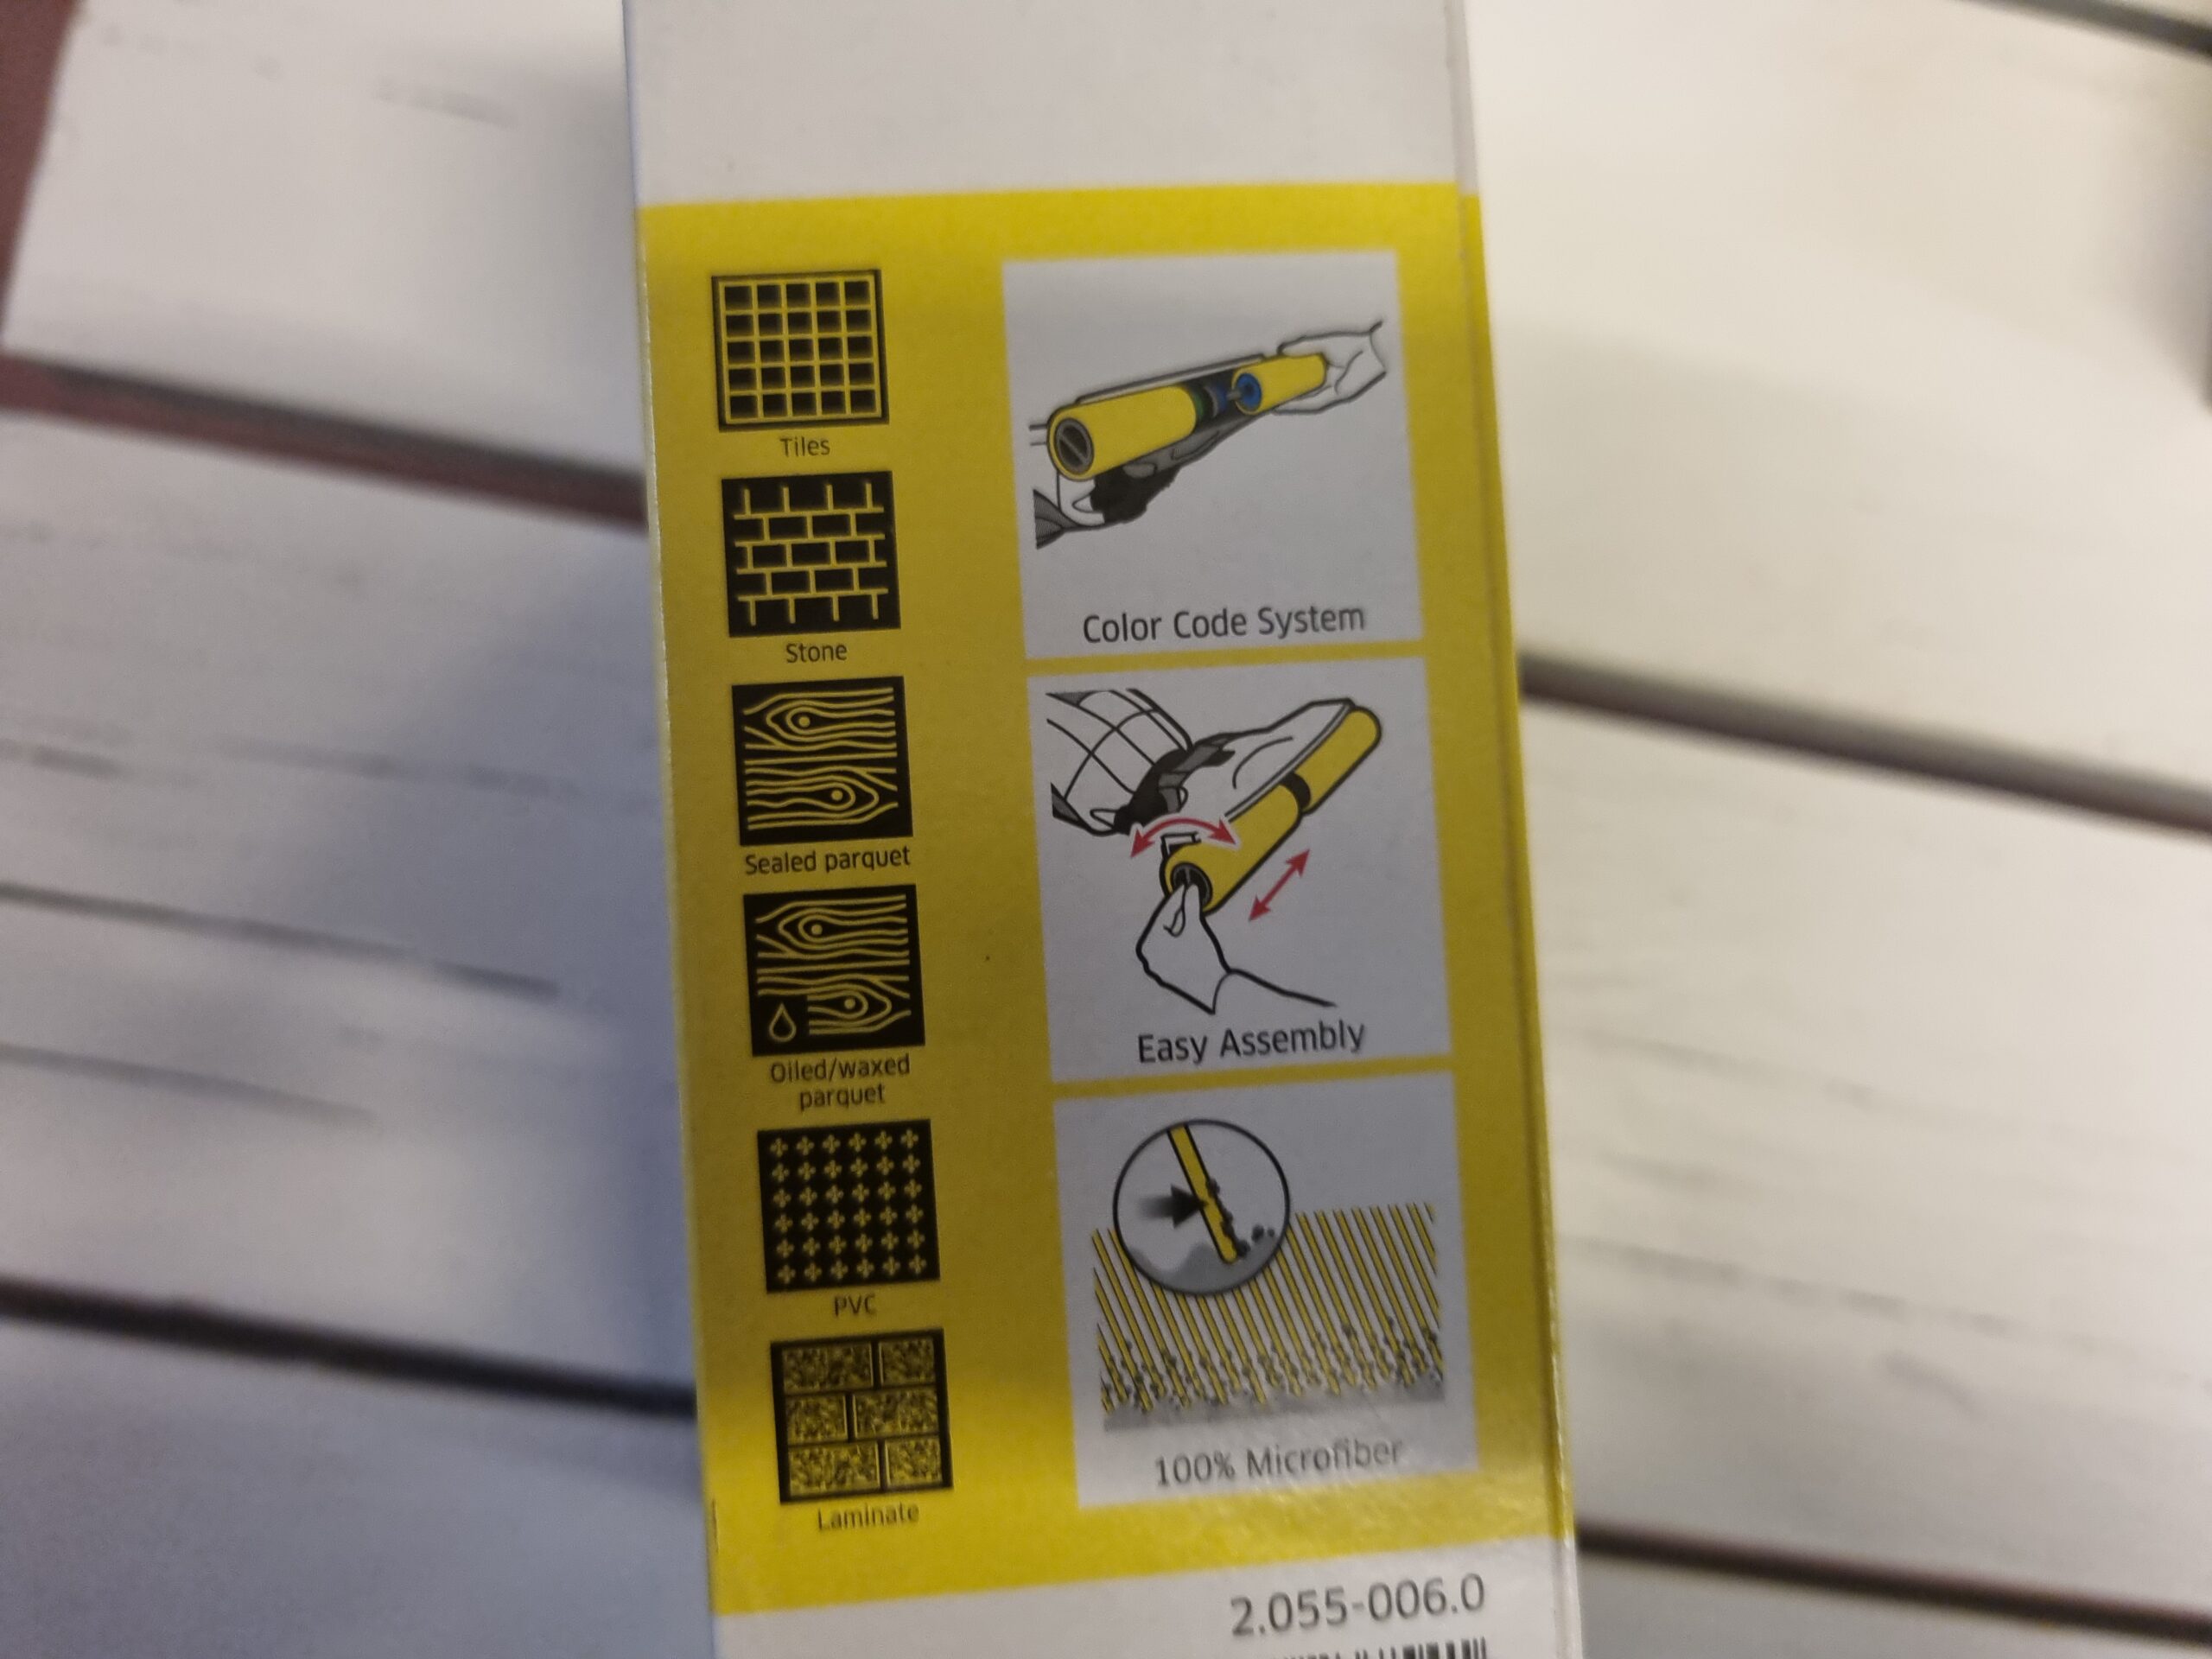 Tiles
Stone
Sealed parquet
Oiled/waxed
parquet
PVC
Laminate
Color Code System
Easy Assembly
100% Microfiber
2.055-006.0